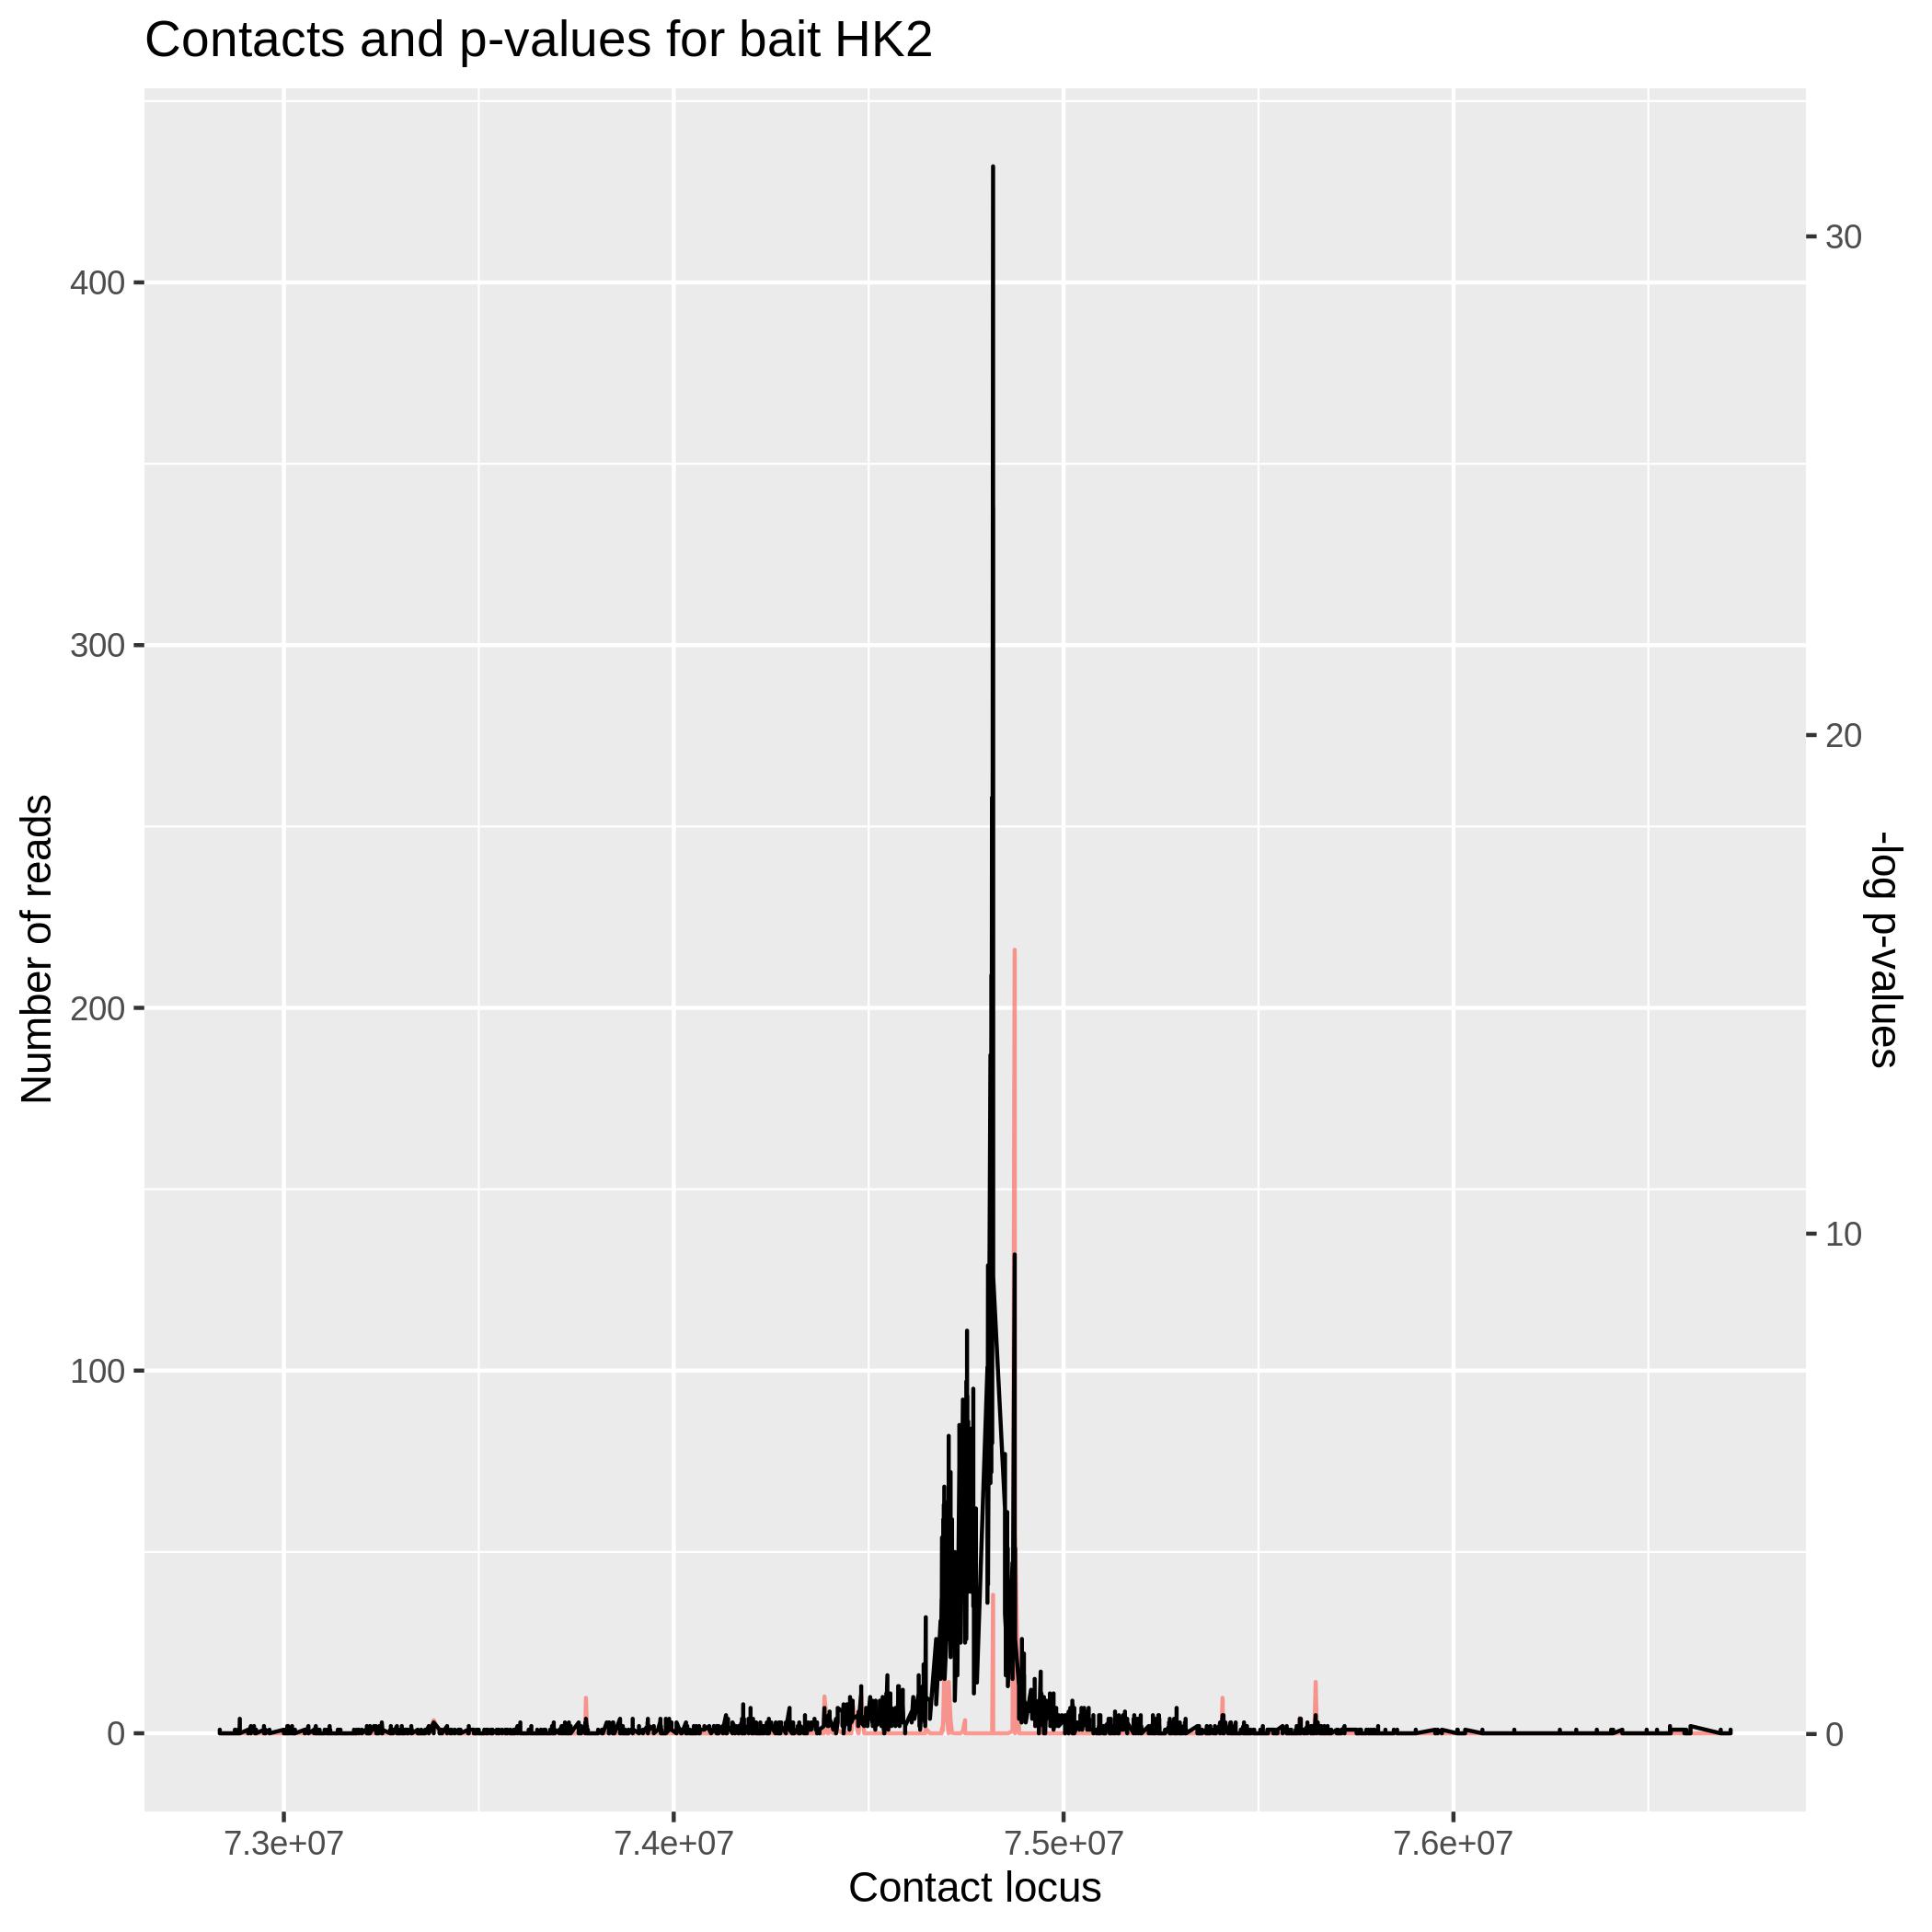 Contacts and p-values for bait HK2
400
300
200
100
0
Number of reads
30
20
10
0
-log p-values
7.3e+07
7.4e+07
7.5e+07
7.6e+07
Contact locus